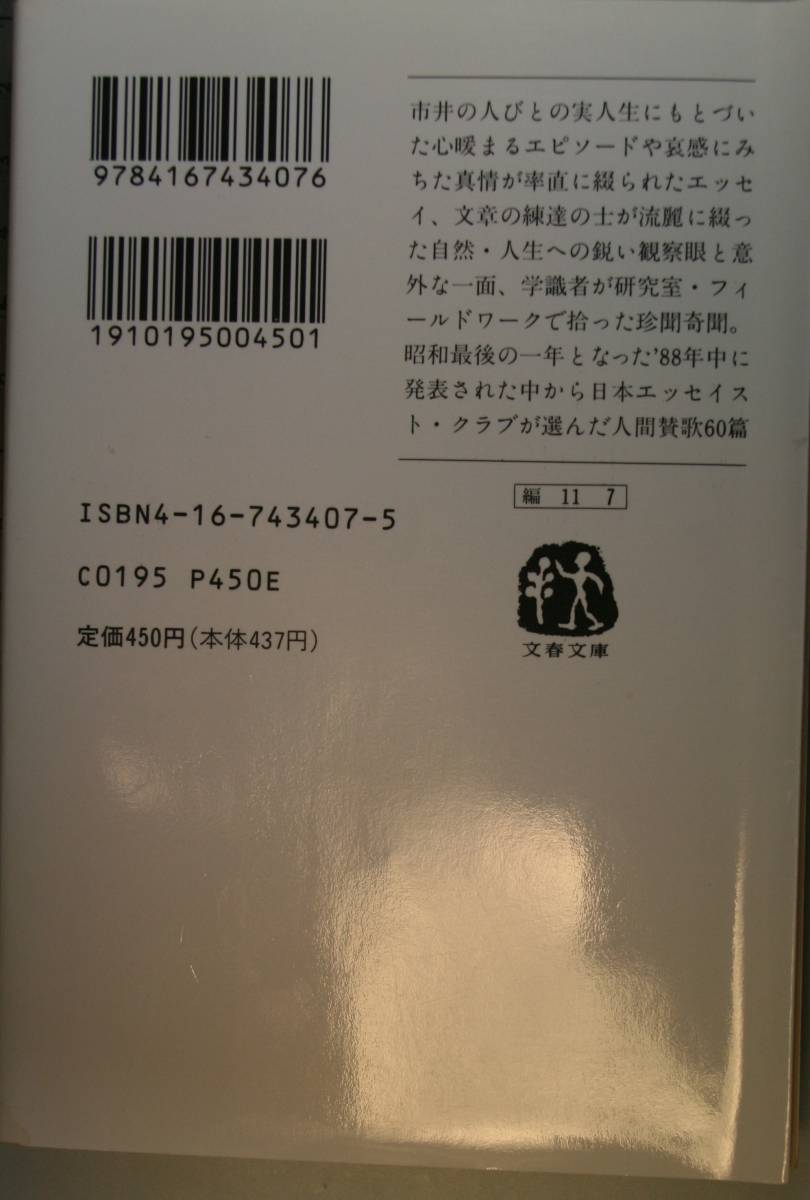 9784167434076
1910195004501
市井の人びとの実人生にもとづい
た心暖まるエピソードや哀感にみ
ちた真情が率直に綴られたエッセ
イ、文章の練達の士が流麗に綴っ
た自然・人生への鋭い観察眼と意
外な一面、学識者が研究室・フィ
ールドワークで拾った珍聞奇聞。
昭和最後の一年となった'88年中に
発表された中から日本エッセイス
ト・クラブが選んだ人間賛歌60篇
ISBN4-16-743407-5
C0195 P450E
定価450円(本体437円)
編 11 7
文春文庫